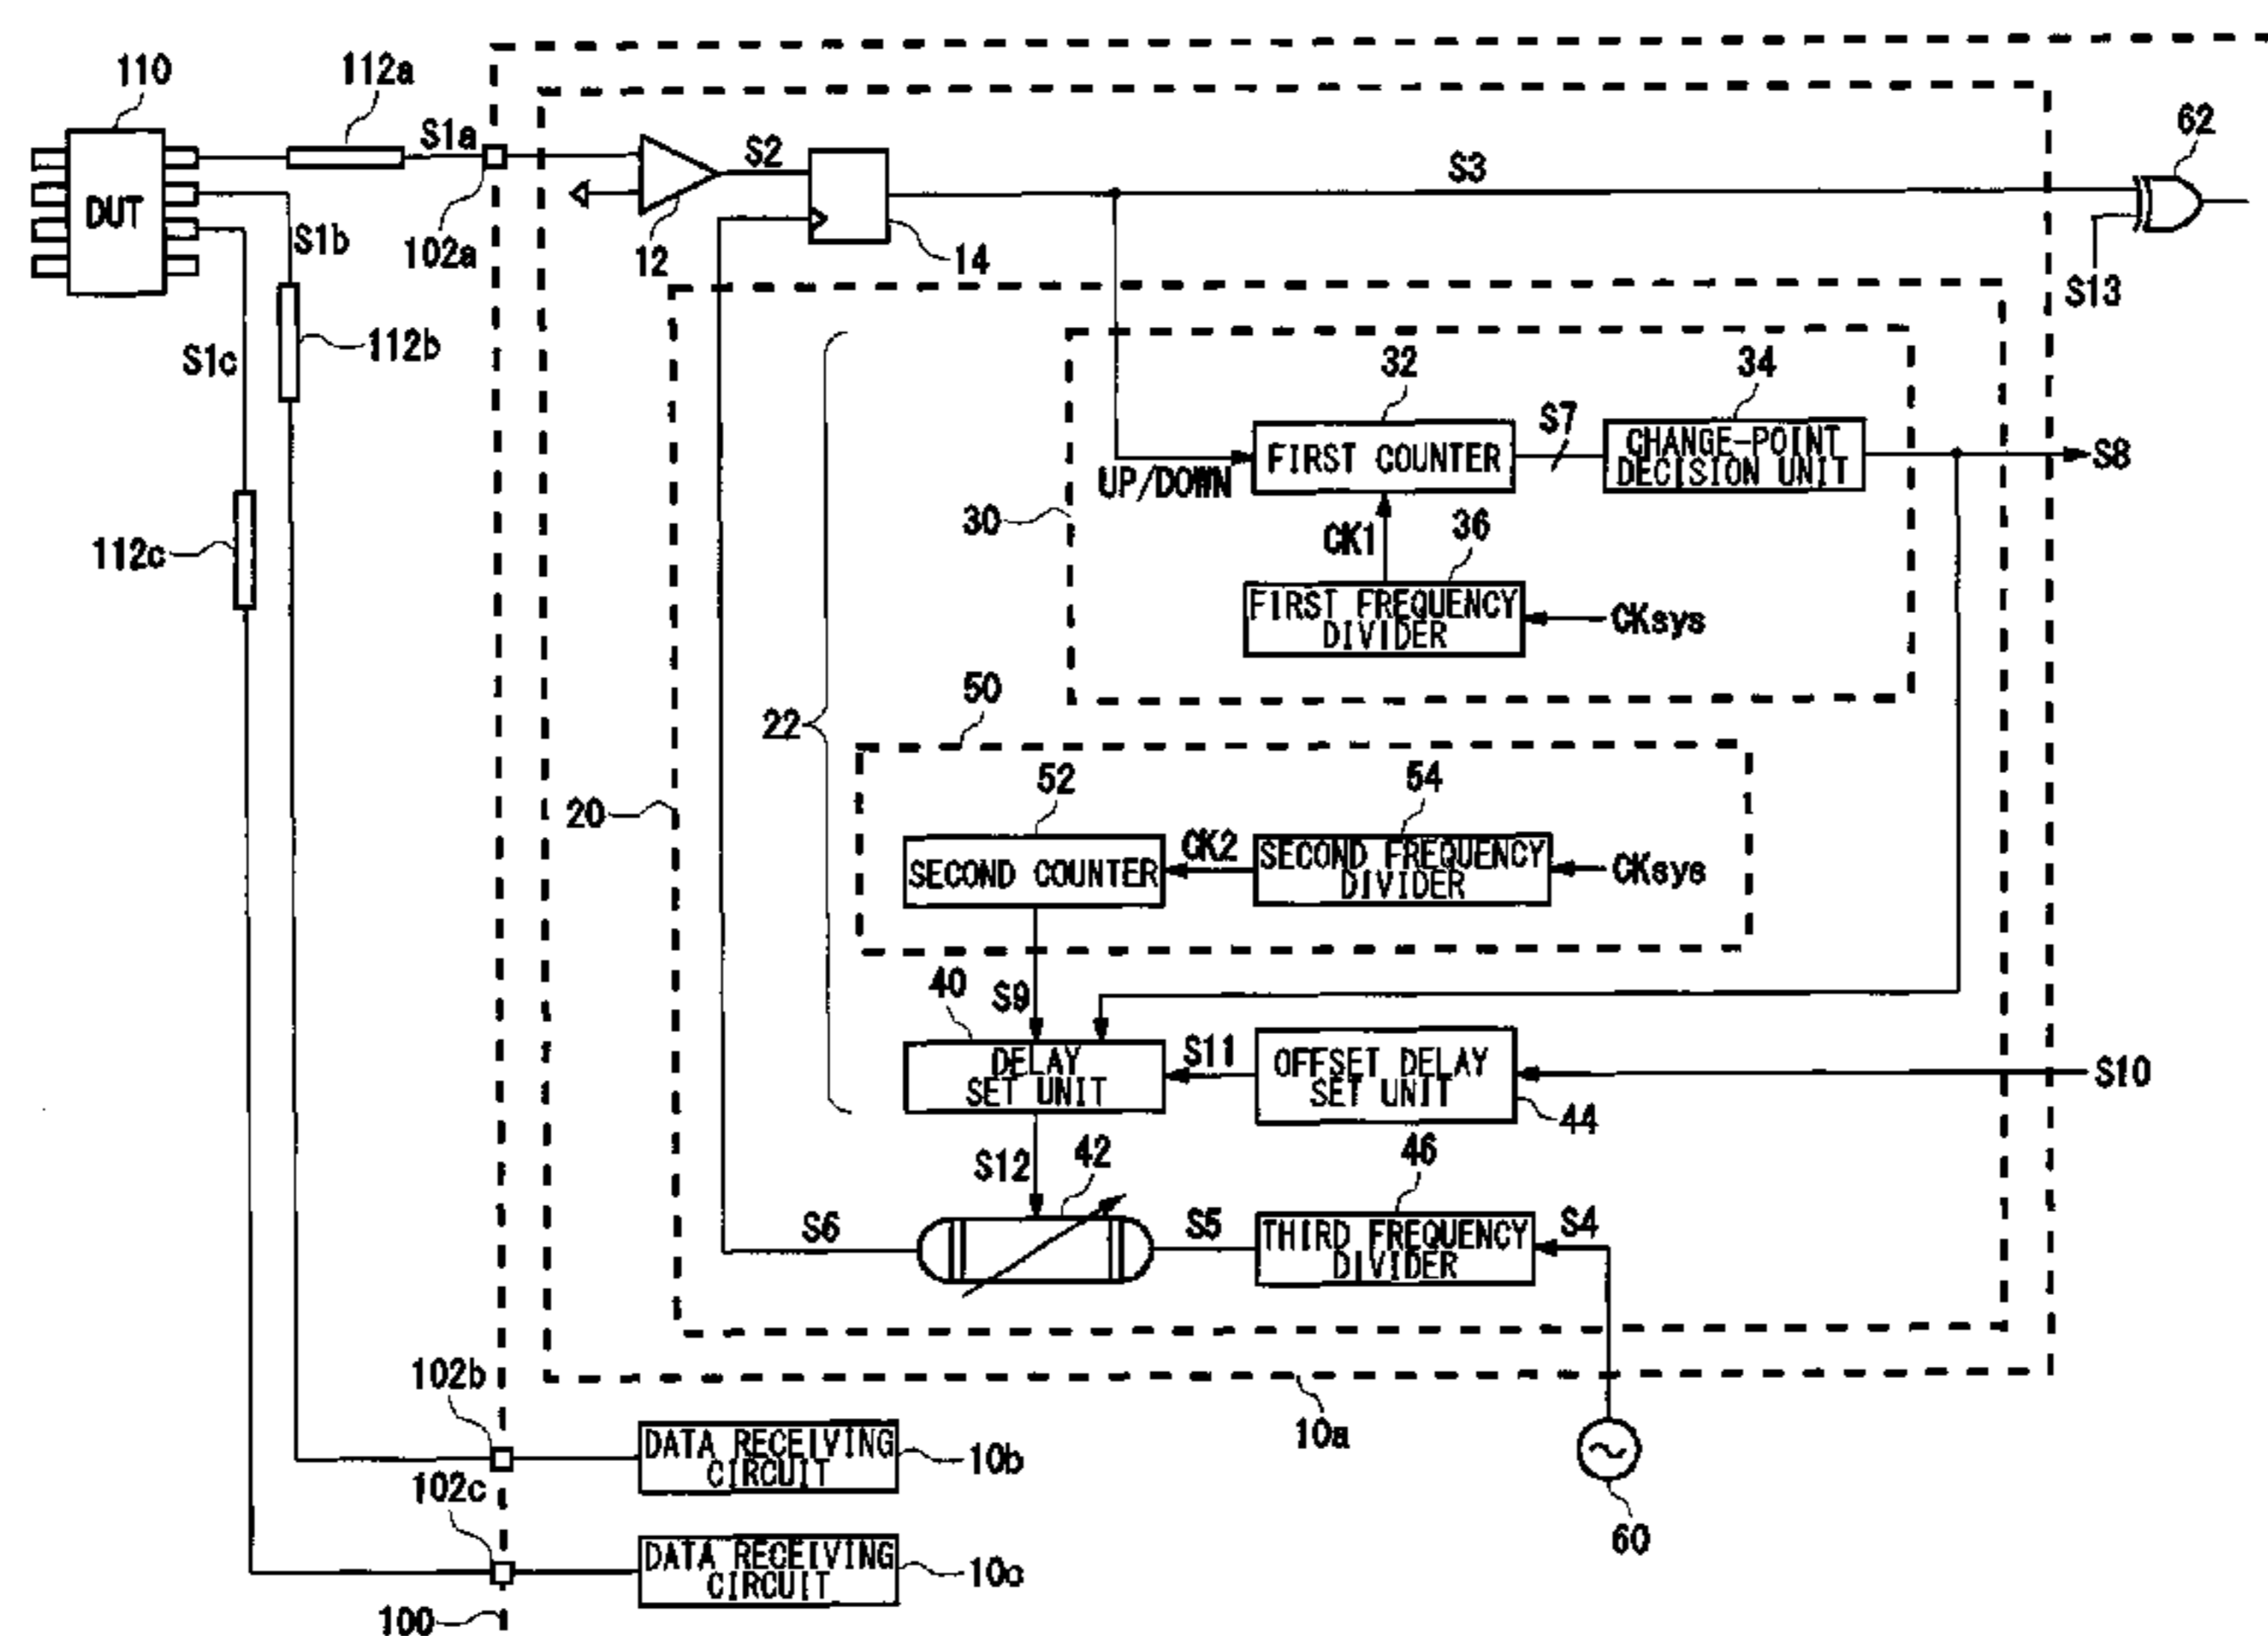 110
112a
S1a
DUT
102a
S1b
112b
S1c
112c
S2
12
14
S3
62
S13
22
30
32
34
FIRST COUNTER
S7
CHANGE-POINT
DECISION UNIT
S8
UP/DOWN
CK1
36
FIRST FREQUENCY
DIVIDER
CKsys
50
20
52
54
SECOND COUNTER
CK2
SECOND FREQUENCY
DIVIDER
CKsys
40
S9
DELAY
SET UNIT
S11
OFFSET DELAY
SET UNIT
S10
44
S12
42
46
S6
S5
THIRD FREQUENCY
DIVIDER
S4
10a
60
102b
DATA RECEIVING
CIRCUIT
10b
102c
DATA RECEIVING
CIRCUIT
10c
100